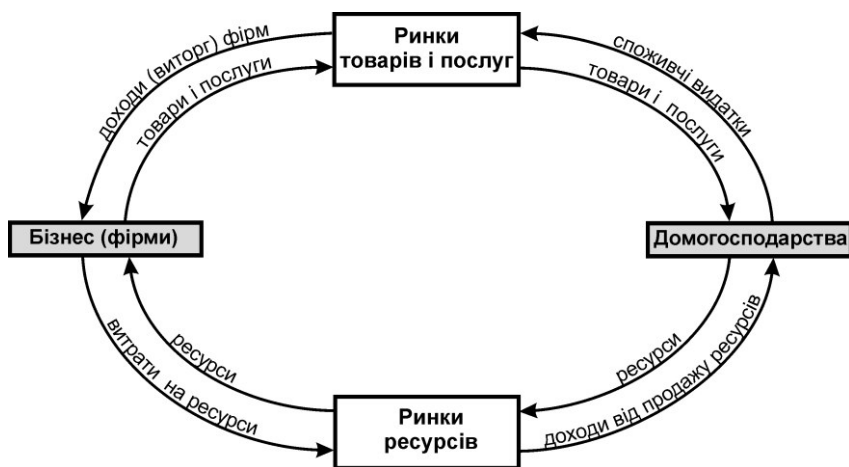 Ринки
товарів і послуг
доходи (виторг) фірм
товари і послуги
споживчі видатки
товари і послуги
Бізнес (фірми)
Домогосподарства
витрати на ресурси
ресурси
ресурси
доходи від продажу ресурсів
Ринки
ресурсів